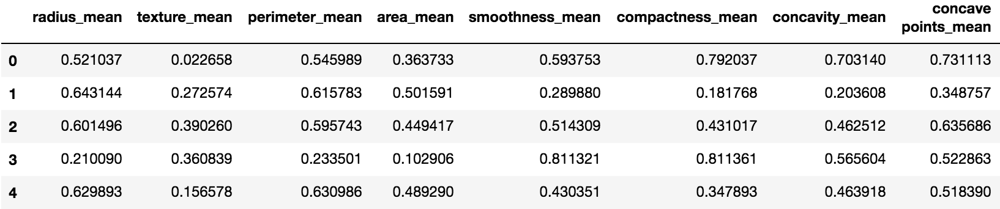 radius_mean texture_mean perimeter_mean area_mean smoothness_mean compactness_mean concavity_mean concave points_mean
0 0.521037 0.022658 0.545989 0.363733 0.593753 0.792037 0.703140 0.731113
1 0.643144 0.272574 0.615783 0.501591 0.289880 0.181768 0.203608 0.348757
2 0.601496 0.390260 0.595743 0.449417 0.514309 0.431017 0.462512 0.635686
3 0.210090 0.360839 0.233501 0.102906 0.811321 0.811361 0.565604 0.522863
4 0.629893 0.156578 0.630986 0.489290 0.430351 0.347893 0.463918 0.518390